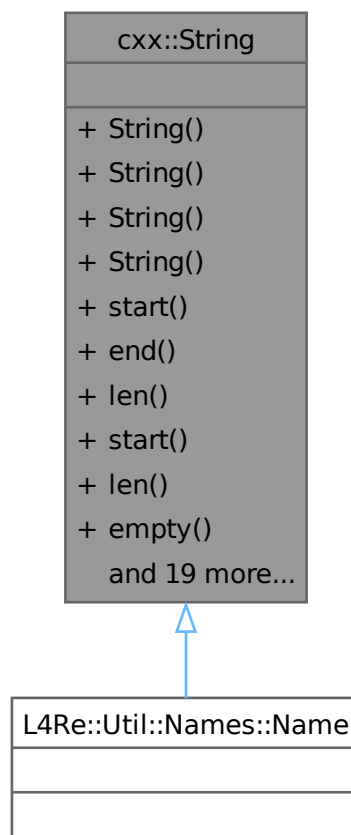 cxx::String
+ String()
+ String()
+ String()
+ String()
+ start()
+ end()
+ len()
+ start()
+ len()
+ empty()
and 19 more...
L4Re::Util::Names::Name